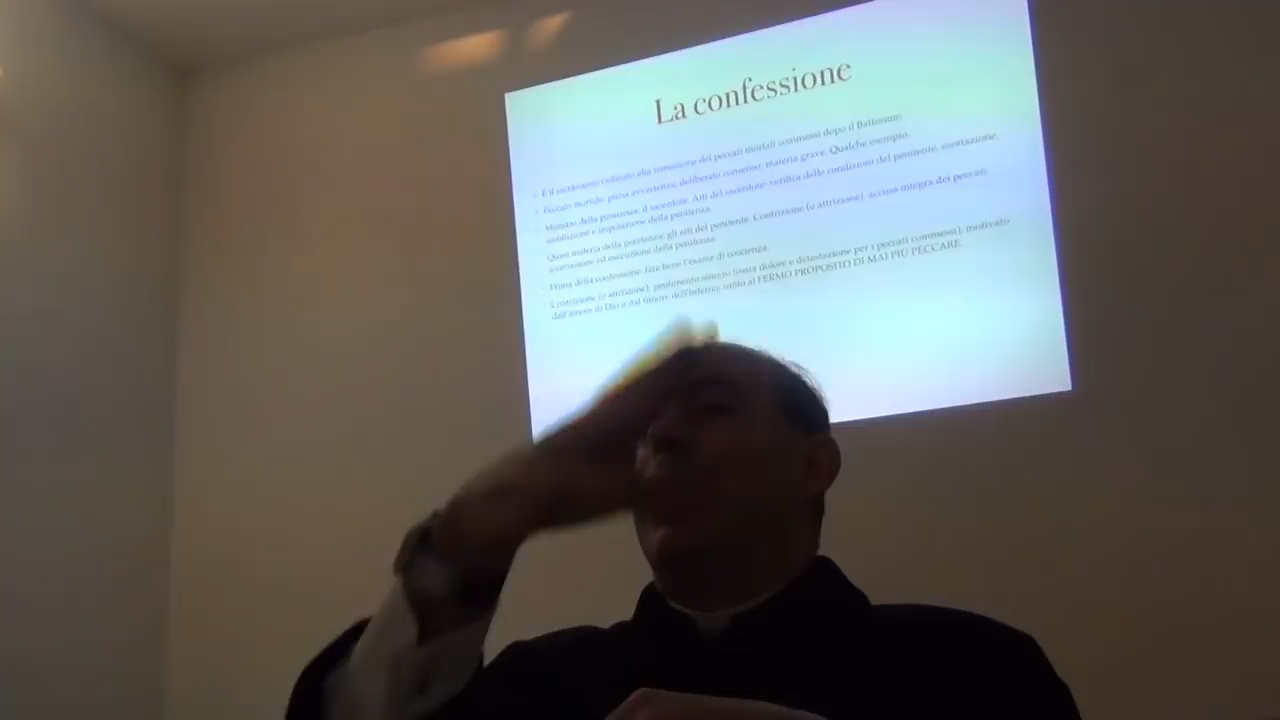 La confessione
È il sacramento ordinato alla remissione dei peccati mortali commessi dopo il Battesimo.
Peccato mortale: piena avvertenza; deliberato consenso; materia grave. Qualche esempio.
Ministro della penitenza: il sacerdote. Atti del sacerdote: verifica delle condizioni del penitente, esortazione,
assoluzione e imposizione della penitenza.
Quasi materia della penitenza: gli atti del penitente. Contrizione (o attrizione), accusa integra dei peccati,
accettazione ed esecuzione della penitenza.
Prima della confessione: fare bene l'esame di coscienza.
Contrizione (o attrizione): pentimento sincero (ossia dolore e detestazione per i peccati commessi), motivato
dall'amore di Dio o dal timore dell'Inferno, unito al FERMO PROPOSITO DI MAI PIÙ PECCARE.